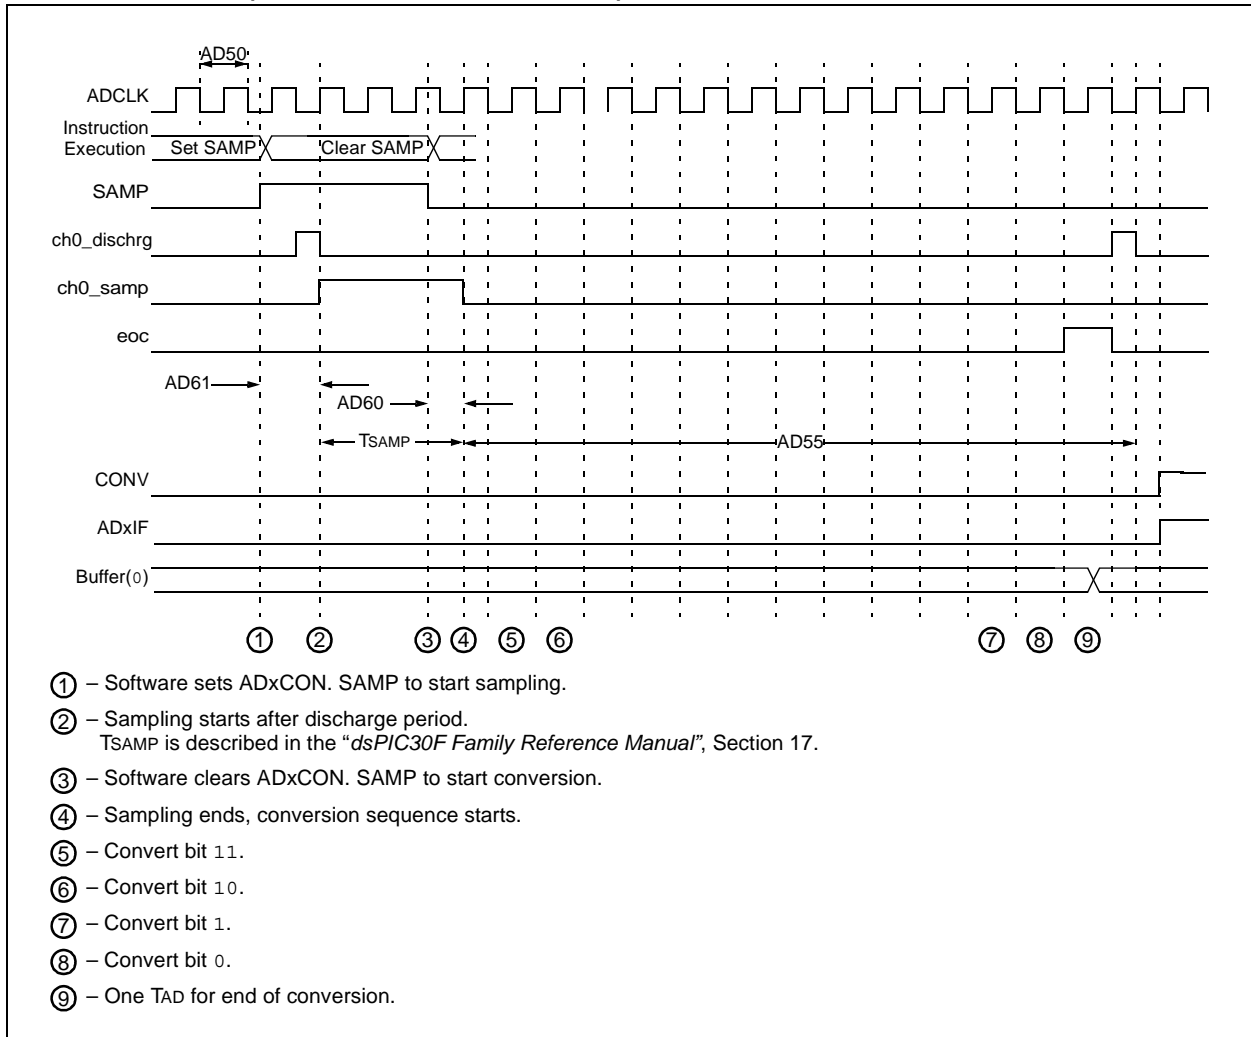 AD50
ADCLK
Instruction
Execution
Set SAMP
Clear SAMP
SAMP
ch0_dischrg
ch0_samp
eoc
AD61
AD60
TSAMP
AD55
CONV
ADxIF
Buffer(0)
1 2 3 4 5 6 7 8 9
1 – Software sets ADxCON. SAMP to start sampling.
2 – Sampling starts after discharge period.
TSAMP is described in the “dsPIC30F Family Reference Manual”, Section 17.
3 – Software clears ADxCON. SAMP to start conversion.
4 – Sampling ends, conversion sequence starts.
5 – Convert bit 11.
6 – Convert bit 10.
7 – Convert bit 1.
8 – Convert bit 0.
9 – One TAD for end of conversion.